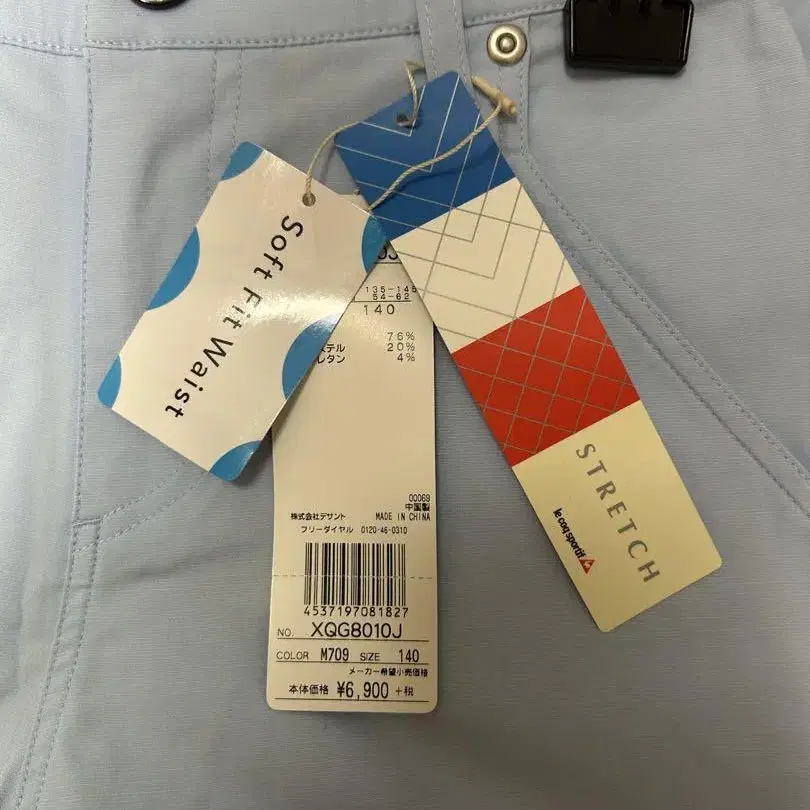 Soft Fit Waist
135-145
54-62
140
76%
ステル 20%
レタン 4%
00069
中国製
株式会社デサント MADE IN CHINA
フリーダイヤル 0120-46-0310
4537197081827
NO. XQG8010J
COLOR M709 SIZE 140
メーカー希望小売価格
本体価格 ¥6,900 +税
STRETCH
le coq sportif